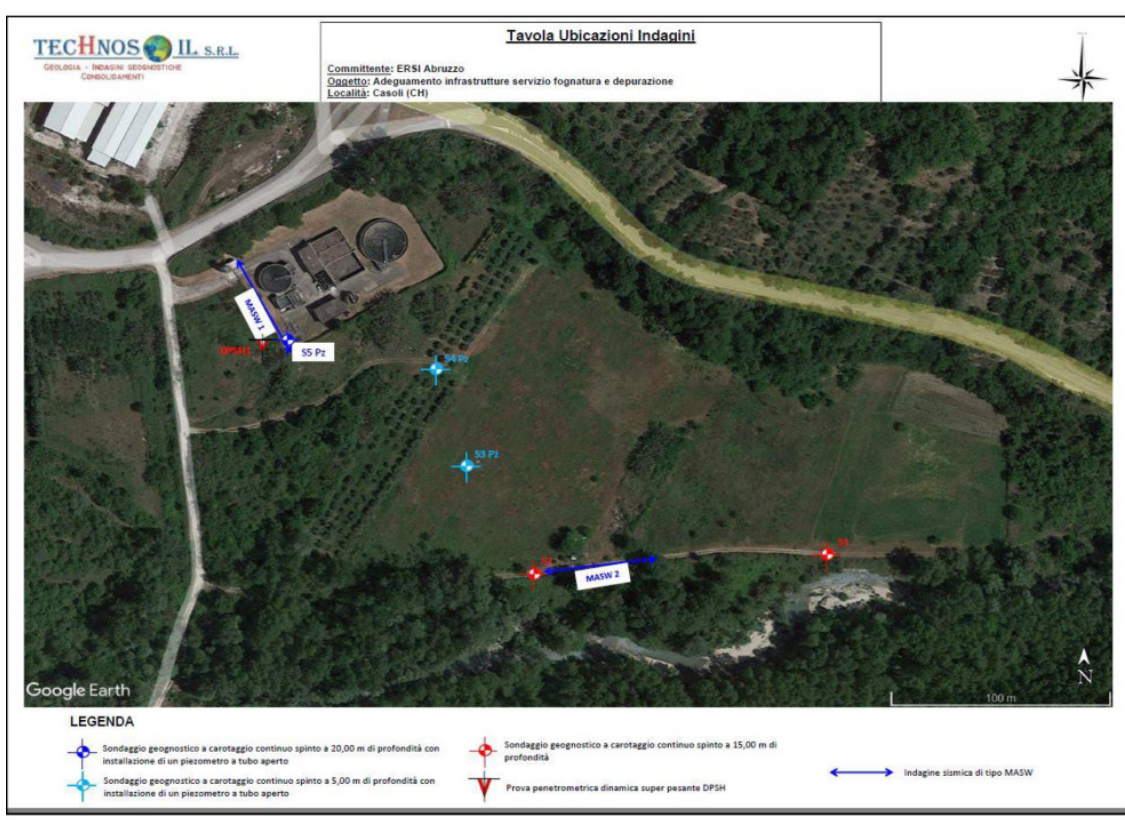 TECHNOSOIL S.R.L.
GEOLOGIA - INDAGINI GEOGNOSTICHE
CONSOLIDAMENTI
Tavola Ubicazioni Indagini
Committente: ERSI Abruzzo
Oggetto: Adeguamento infrastrutture servizio fognatura e depurazione
Località: Casoli (CH)
MASW 1
DPSH1
S5 Pz
S4 Pz
S3 Pz
S2
MASW 2
S1
Google Earth
N
100 m
LEGENDA
Sondaggio geognostico a carotaggio continuo spinto a 20,00 m di profondità con
installazione di un piezometro a tubo aperto
Sondaggio geognostico a carotaggio continuo spinto a 5,00 m di profondità con
installazione di un piezometro a tubo aperto
Sondaggio geognostico a carotaggio continuo spinto a 15,00 m di
profondità
Prova penetrometrica dinamica super pesante DPSH
Indagine sismica di tipo MASW